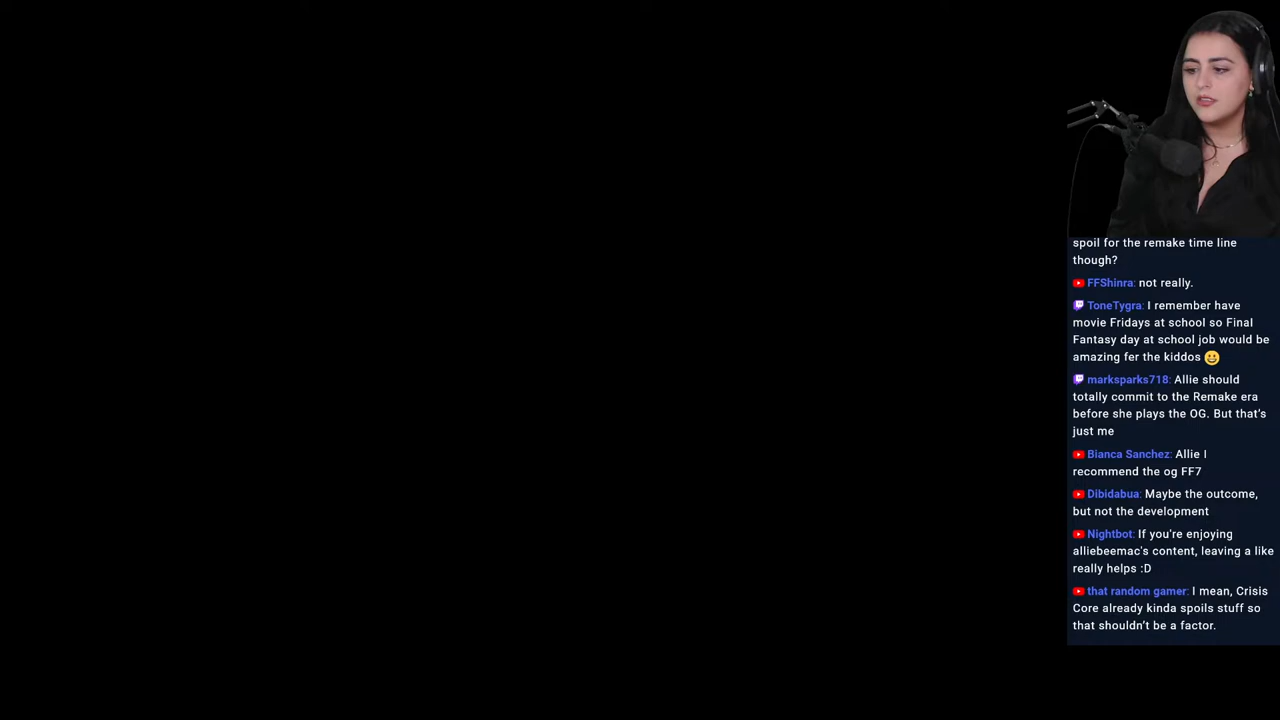 spoil for the remake time line
though?
FFShinra: not really.
ToneTygra: I remember have
movie Fridays at school so Final
Fantasy day at school job would be
amazing fer the kiddos 😀
marksparks718: Allie should
totally commit to the Remake era
before she plays the OG. But that's
just me
Bianca Sanchez: Allie I
recommend the og FF7
Dibidabua: Maybe the outcome,
but not the development
Nightbot: If you're enjoying
alliebeemac's content, leaving a like
really helps :D
that random gamer: I mean, Crisis
Core already kinda spoils stuff so
that shouldn't be a factor.